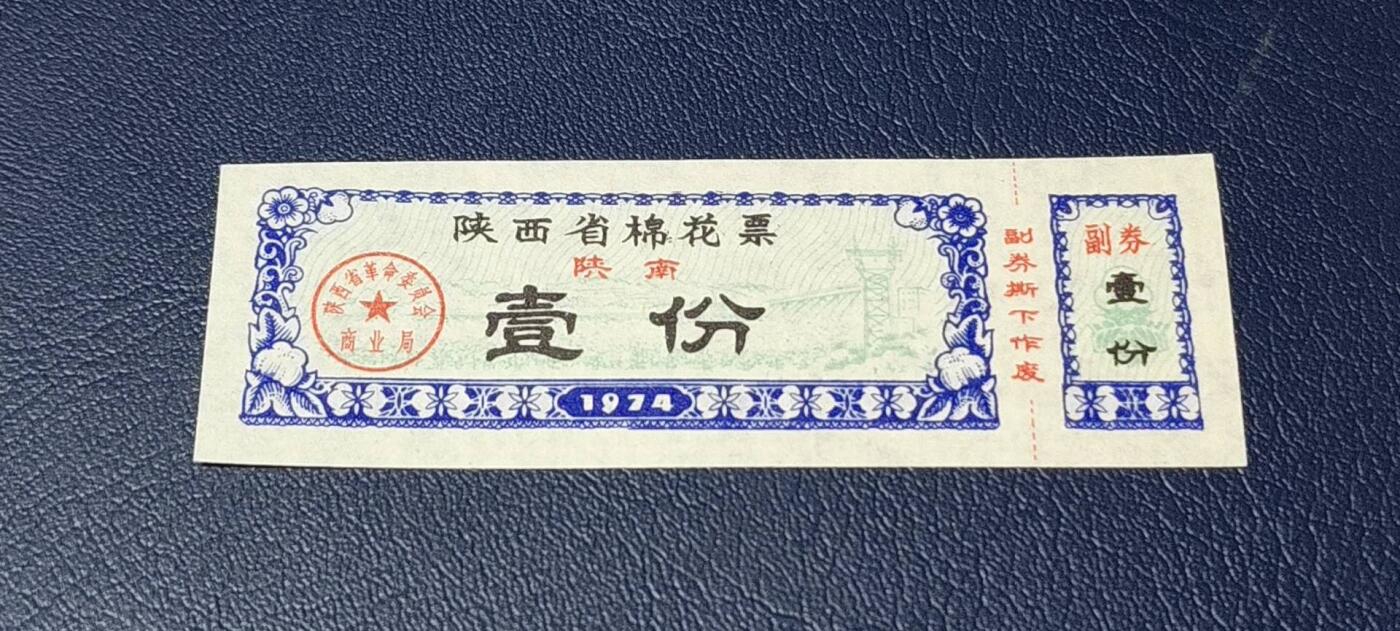 陕西省棉花票
陕南
壹份
陕西省革命委员会
商业局
1974
副券撕下作废
副券
壹份